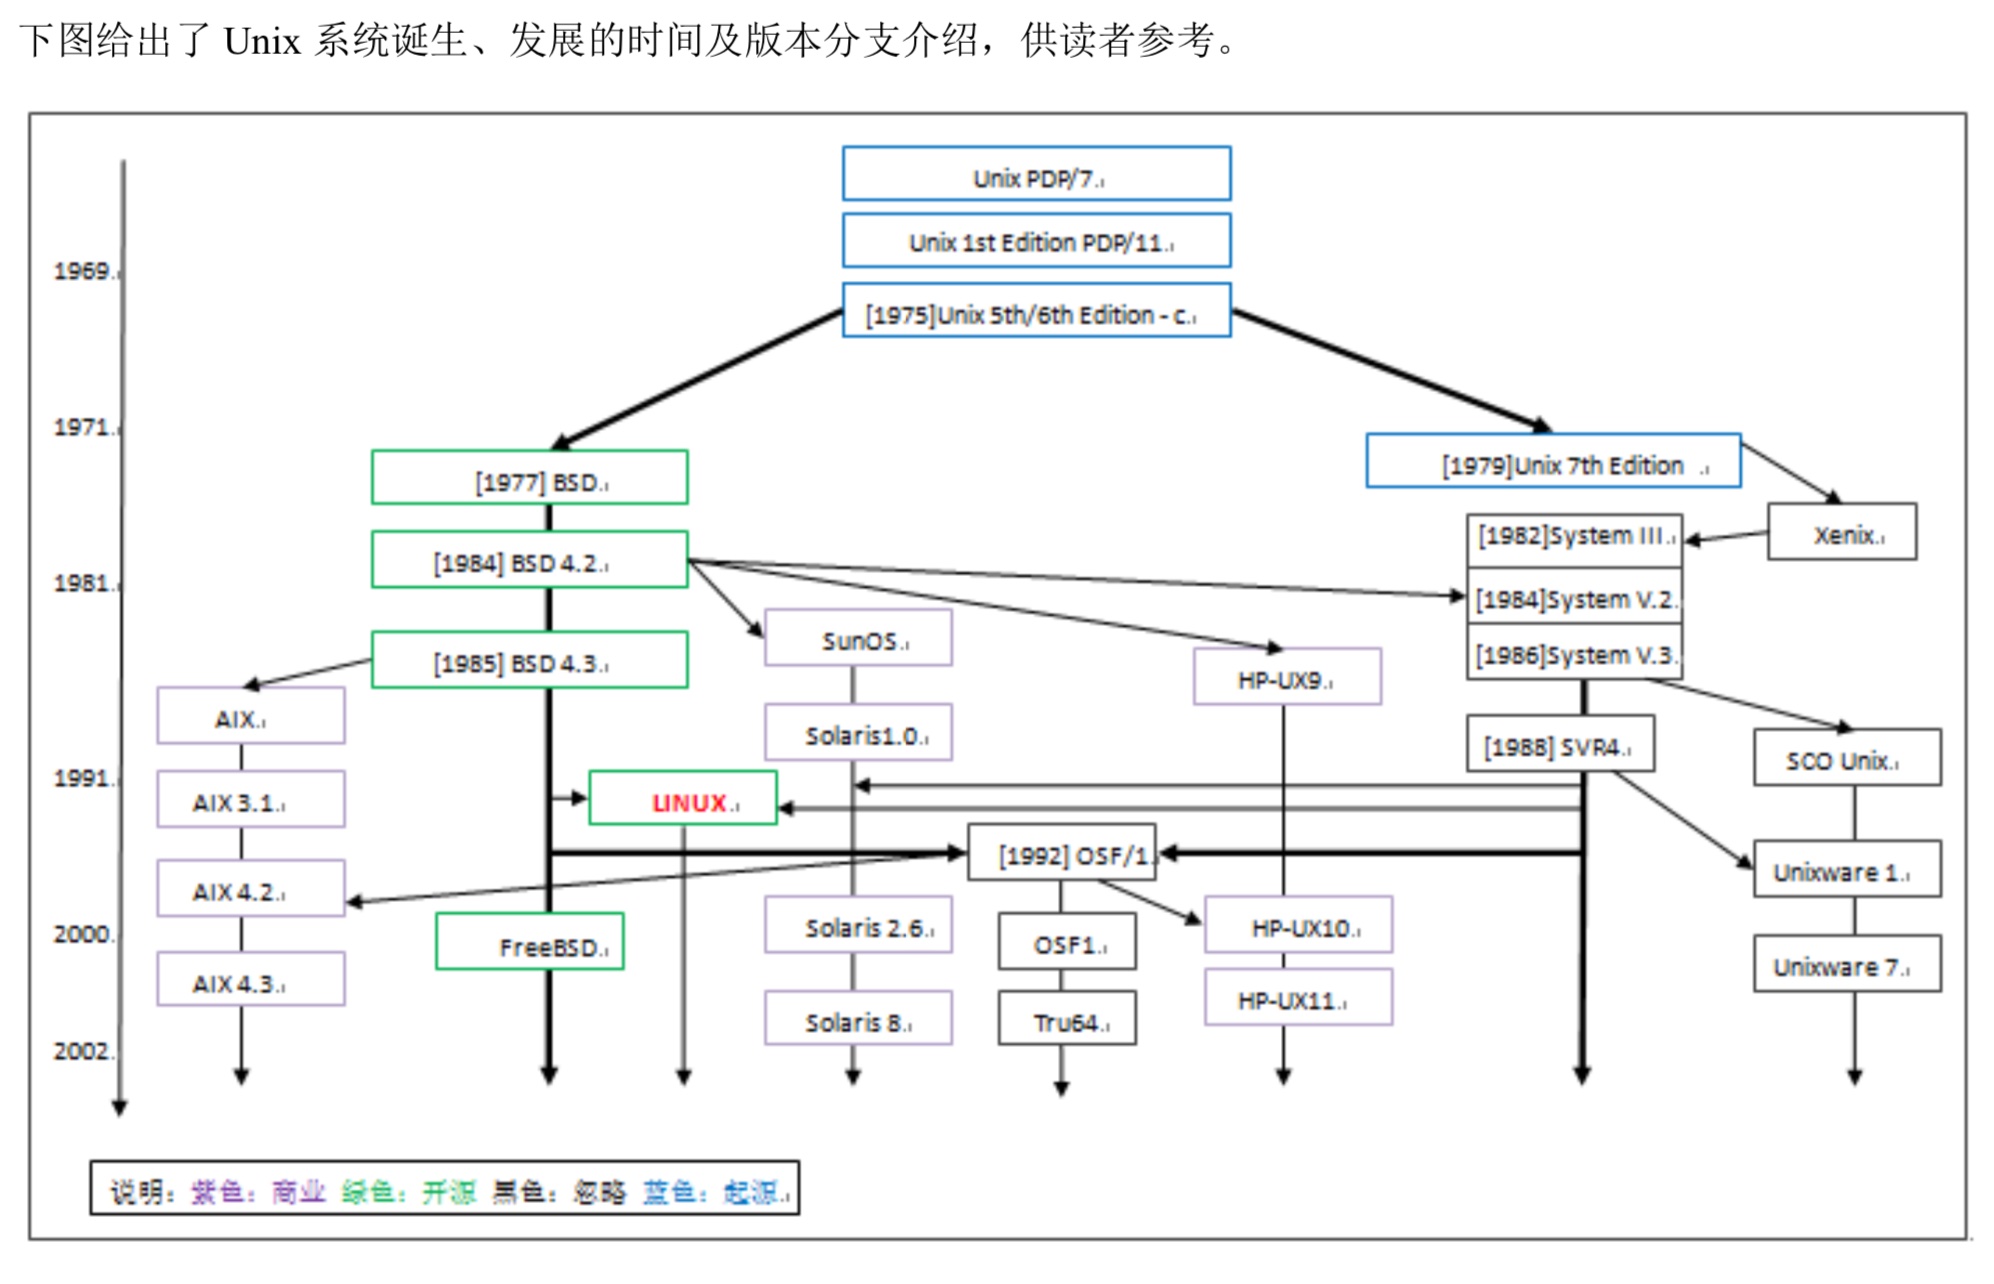 下图给出了 Unix 系统诞生、发展的时间及版本分支介绍，供读者参考。
Unix PDP/7.
Unix 1st Edition PDP/11.
1969.
[1975]Unix 5th/6th Edition - c.
1971.
[1977] BSD.
[1979]Unix 7th Edition .
[1982]System III.
Xenix.
[1984] BSD 4.2.
1981.
[1984]System V.2.
SunOS.
[1985] BSD 4.3.
[1986]System V.3.
HP-UX9.
AIX.
Solaris1.0.
[1988] SVR4.
SCO Unix.
1991.
AIX 3.1.
LINUX.
[1992] OSF/1.
Unixware 1.
AIX 4.2.
Solaris 2.6.
HP-UX10.
2000.
FreeBSD.
OSF1.
Unixware 7.
AIX 4.3.
HP-UX11.
Solaris 8.
Tru64.
2002.
说明：紫色：商业 绿色：开源 黑色：忽略 蓝色：起源.